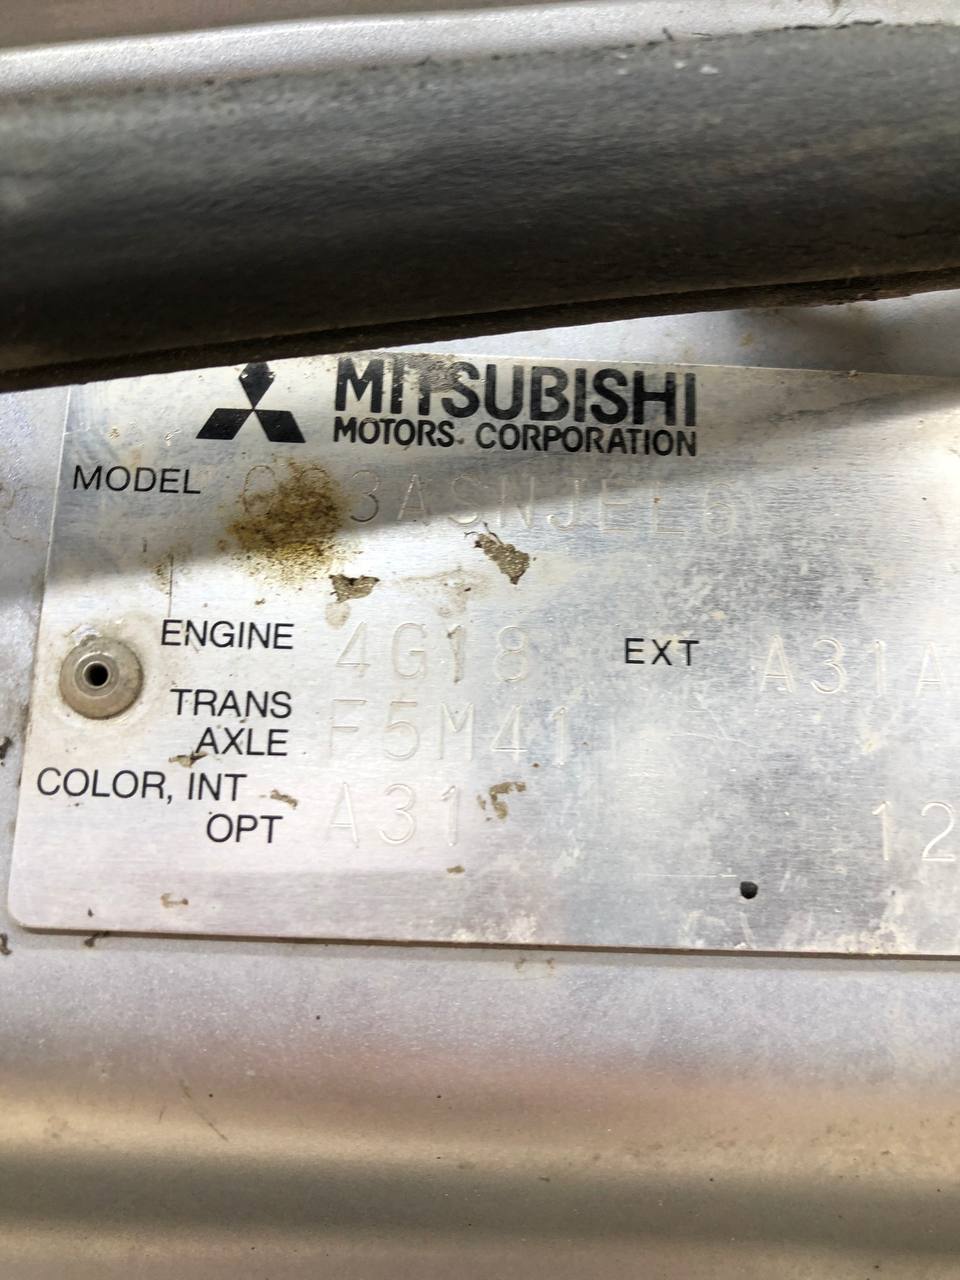 MITSUBISHI
MOTORS CORPORATION
MODEL
ENGINE 4G18 EXT A31A
TRANS
AXLE F5M41
COLOR, INT
OPT A31 12